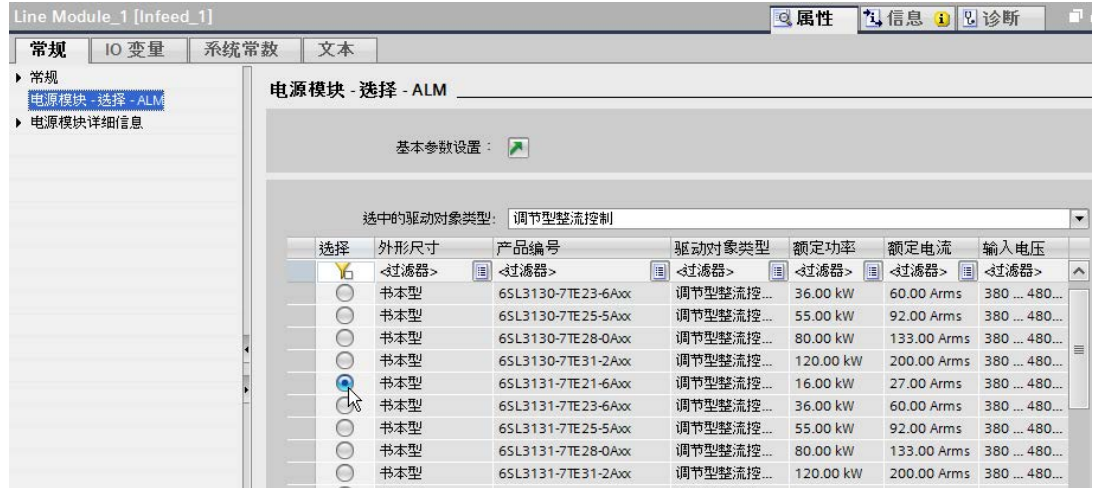 Line Module_1 [Infeed_1]
属性 信息 诊断
常规 IO 变量 系统常数 文本
常规
电源模块 - 选择 - ALM
电源模块详细信息
电源模块 - 选择 - ALM
基本参数设置：
选中的驱动对象类型: 调节型整流控制
选择 外形尺寸 产品编号 驱动对象类型 额定功率 额定电流 输入电压
<过滤器> <过滤器> <过滤器> <过滤器> <过滤器> <过滤器>
书本型 6SL3130-7TE23-6Axx 调节型整流控... 36.00 kW 60.00 Arms 380 ... 480...
书本型 6SL3130-7TE25-5Axx 调节型整流控... 55.00 kW 92.00 Arms 380 ... 480...
书本型 6SL3130-7TE28-0Axx 调节型整流控... 80.00 kW 133.00 Arms 380 ... 480...
书本型 6SL3130-7TE31-2Axx 调节型整流控... 120.00 kW 200.00 Arms 380 ... 480...
书本型 6SL3131-7TE21-6Axx 调节型整流控... 16.00 kW 27.00 Arms 380 ... 480...
书本型 6SL3131-7TE23-6Axx 调节型整流控... 36.00 kW 60.00 Arms 380 ... 480...
书本型 6SL3131-7TE25-5Axx 调节型整流控... 55.00 kW 92.00 Arms 380 ... 480...
书本型 6SL3131-7TE28-0Axx 调节型整流控... 80.00 kW 133.00 Arms 380 ... 480...
书本型 6SL3131-7TE31-2Axx 调节型整流控... 120.00 kW 200.00 Arms 380 ... 480...